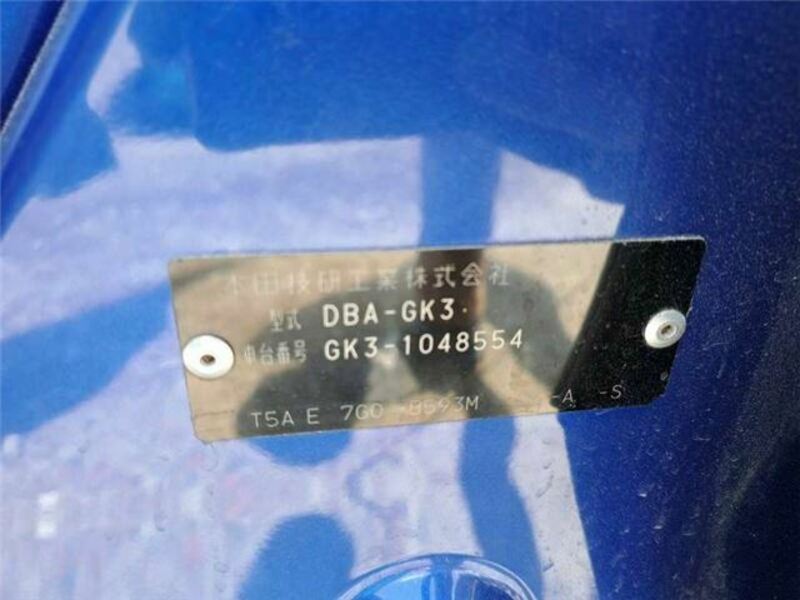 本田技研工業株式会社
型式 DBA-GK3
車台番号 GK3-1048554
T5A E 7G0 -B593M -A -S